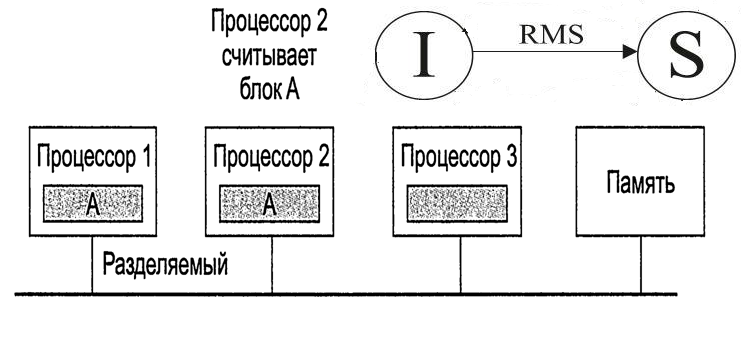 Процессор 2
считывает
блок А
I
RMS
S
Процессор 1
А
Процессор 2
А
Процессор 3
Память
Разделяемый